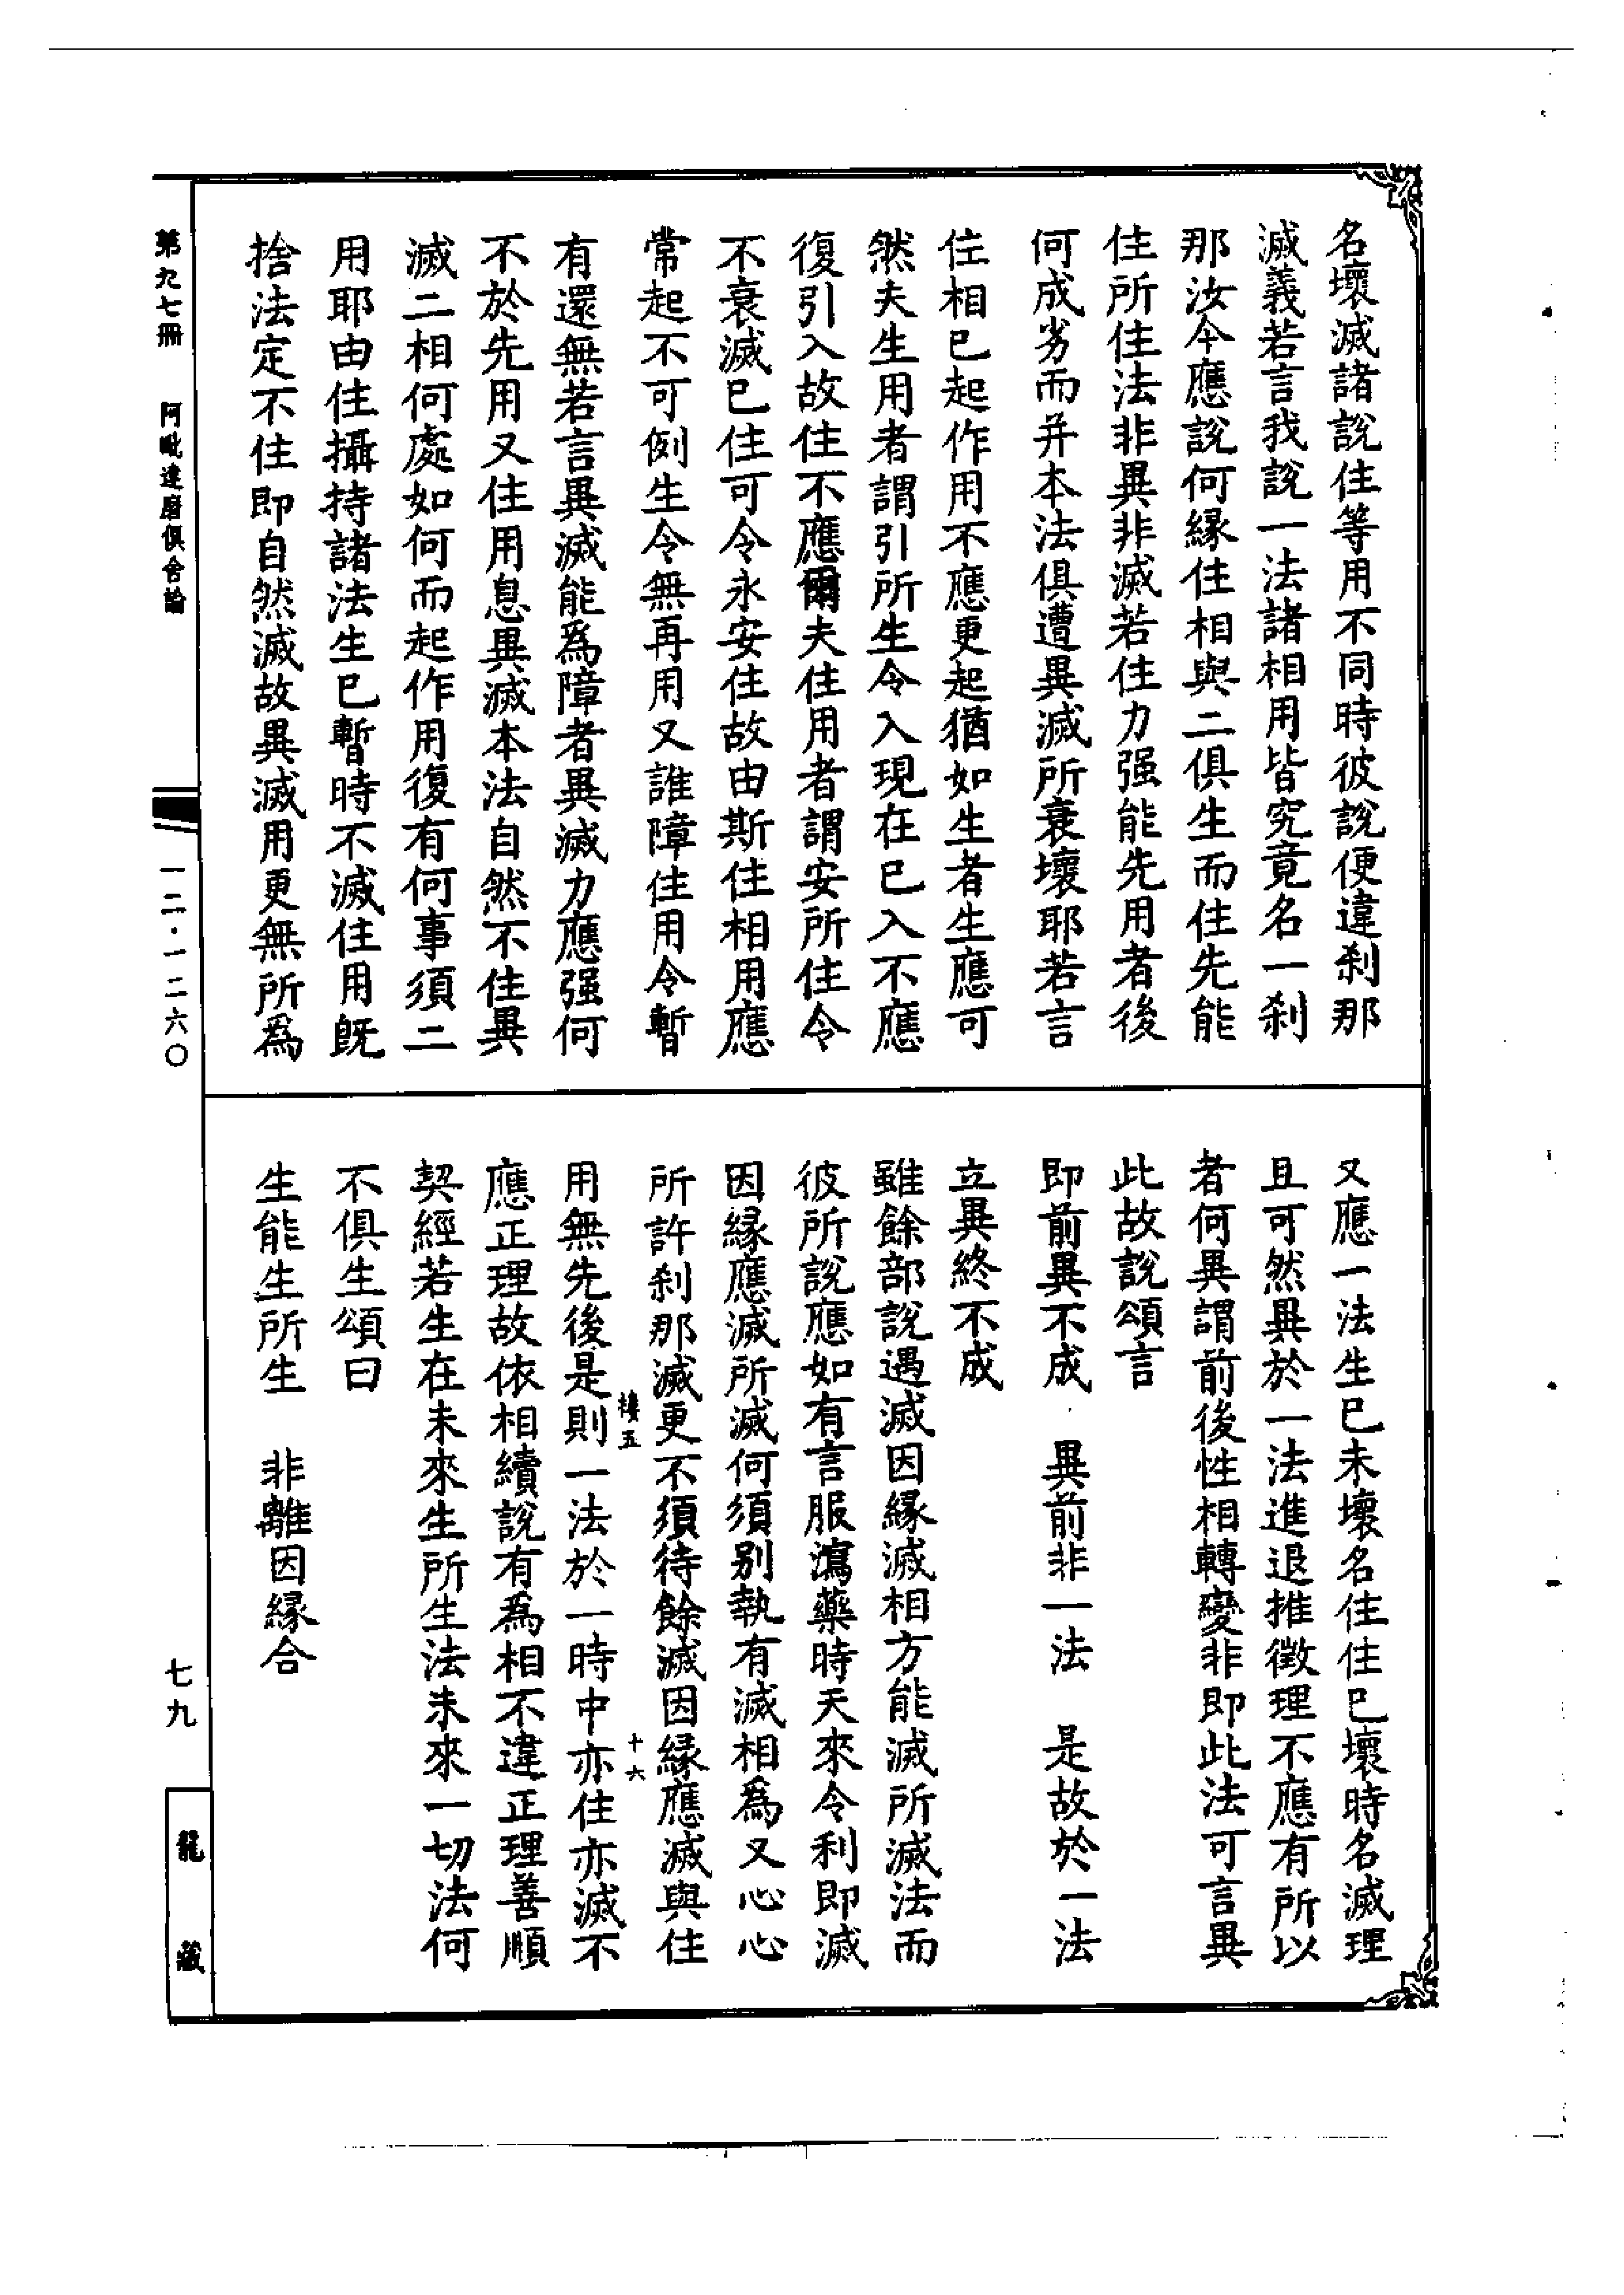 名壞滅諸說住等用不同時彼說便違刹那
滅義若言我說一法諸相用皆究竟名一刹
那汝今應說何緣住相與二俱生而住先能
住所住法非異非滅若住力强能先用者後
何成劣而并本法俱遭異滅所衰壞耶若言
住相已起作用不應更起猶如生者生應可
然夫生用者謂引所生令入現在已入不應
復引入故住不應爾夫住用者謂安所住令
不衰滅已住可令永安住故由斯住相用應
常起不可例生令無再用又誰障住用令暫
有還無若言異滅能爲障者異滅力應强何
不於先用又住用息異滅本法自然不住異
滅二相何處如何而起作用復有何事須二
用耶由住攝持諸法生已暫時不滅住用既
捨法定不住即自然滅故異滅用更無所爲
又應一法生已未壞名住住已壞時名滅理
且可然異於一法進退推徵理不應有所以
者何異謂前後性相轉變非即此法可言異
此故說頌言
即前異不成　異前非一法　是故於一法
立異終不成
雖餘部說遇滅因緣滅相方能滅所滅法而
彼所說應如有言服瀉藥時天來令利即滅
因緣應滅所滅何須別執有滅相爲又心心
所許刹那滅更不須待餘滅因緣應滅與住
樓五
十六
用無先後是則一法於一時中亦住亦滅不
應正理故依相續說有爲相不違正理善順
契經若生在未來生所生法未來一切法何
不俱生頌曰
生能生所生　非離因緣合
第九七冊　阿毗達磨俱舍論
一二·一二六〇
七九
龍藏